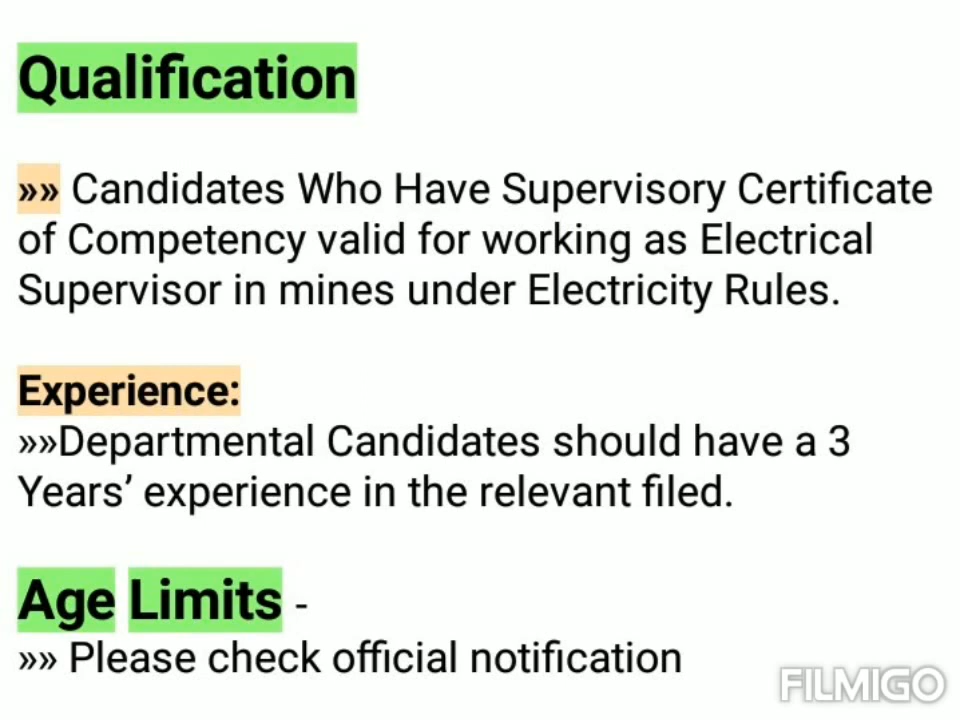 Qualification
»» Candidates Who Have Supervisory Certificate
of Competency valid for working as Electrical
Supervisor in mines under Electricity Rules.
Experience:
»»Departmental Candidates should have a 3
Years’ experience in the relevant filed.
Age Limits -
»» Please check official notification
FILMIGO